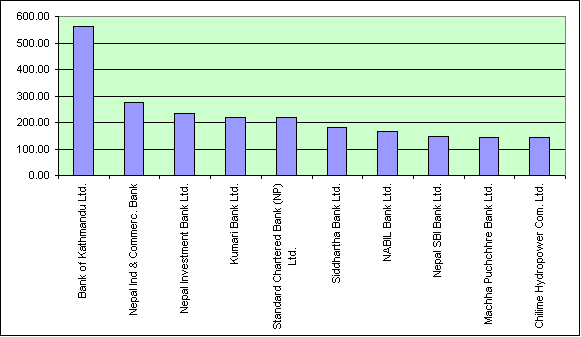 600.00
500.00
400.00
300.00
200.00
100.00
0.00
Bank of Kathmandu Ltd.
Nepal Ind & Commerc. Bank
Nepal Investment Bank Ltd.
Kumari Bank Ltd.
Standard Chartered Bank (NP)
Ltd.
Siddhartha Bank Ltd.
NABIL Bank Ltd.
Nepal SBI Bank Ltd.
Machha Puchchhre Bank Ltd.
Chilime Hydropower Com. Ltd.